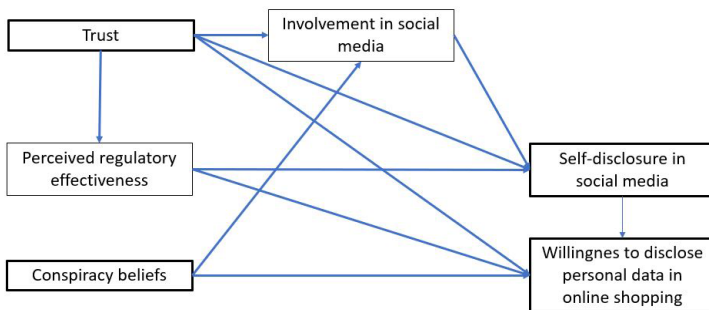 Trust
Involvement in social
media
Perceived regulatory
effectiveness
Self-disclosure in
social media
Conspiracy beliefs
Willingnes to disclose
personal data in
online shopping